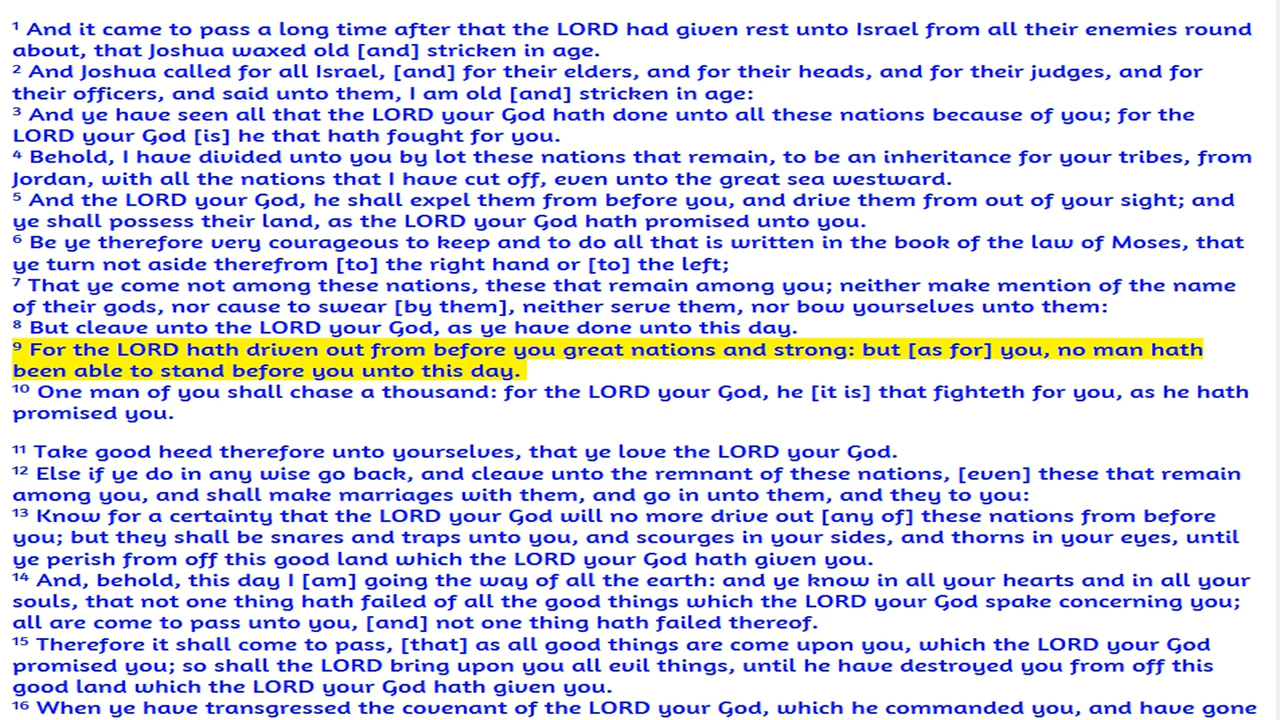 ¹ And it came to pass a long time after that the LORD had given rest unto Israel from all their enemies round
about, that Joshua waxed old [and] stricken in age.
² And Joshua called for all Israel, [and] for their elders, and for their heads, and for their judges, and for
their officers, and said unto them, I am old [and] stricken in age:
³ And ye have seen all that the LORD your God hath done unto all these nations because of you; for the
LORD your God [is] he that hath fought for you.
⁴ Behold, I have divided unto you by lot these nations that remain, to be an inheritance for your tribes, from
Jordan, with all the nations that I have cut off, even unto the great sea westward.
⁵ And the LORD your God, he shall expel them from before you, and drive them from out of your sight; and
ye shall possess their land, as the LORD your God hath promised unto you.
⁶ Be ye therefore very courageous to keep and to do all that is written in the book of the law of Moses, that
ye turn not aside therefrom [to] the right hand or [to] the left;
⁷ That ye come not among these nations, these that remain among you; neither make mention of the name
of their gods, nor cause to swear [by them], neither serve them, nor bow yourselves unto them:
⁸ But cleave unto the LORD your God, as ye have done unto this day.
⁹ For the LORD hath driven out from before you great nations and strong: but [as for] you, no man hath
been able to stand before you unto this day.
¹⁰ One man of you shall chase a thousand: for the LORD your God, he [it is] that fighteth for you, as he hath
promised you.
¹¹ Take good heed therefore unto yourselves, that ye love the LORD your God.
¹² Else if ye do in any wise go back, and cleave unto the remnant of these nations, [even] these that remain
among you, and shall make marriages with them, and go in unto them, and they to you:
¹³ Know for a certainty that the LORD your God will no more drive out [any of] these nations from before
you; but they shall be snares and traps unto you, and scourges in your sides, and thorns in your eyes, until
ye perish from off this good land which the LORD your God hath given you.
¹⁴ And, behold, this day I [am] going the way of all the earth: and ye know in all your hearts and in all your
souls, that not one thing hath failed of all the good things which the LORD your God spake concerning you;
all are come to pass unto you, [and] not one thing hath failed thereof.
¹⁵ Therefore it shall come to pass, [that] as all good things are come upon you, which the LORD your God
promised you; so shall the LORD bring upon you all evil things, until he have destroyed you from off this
good land which the LORD your God hath given you.
¹⁶ When ye have transgressed the covenant of the LORD your God, which he commanded you, and have gone